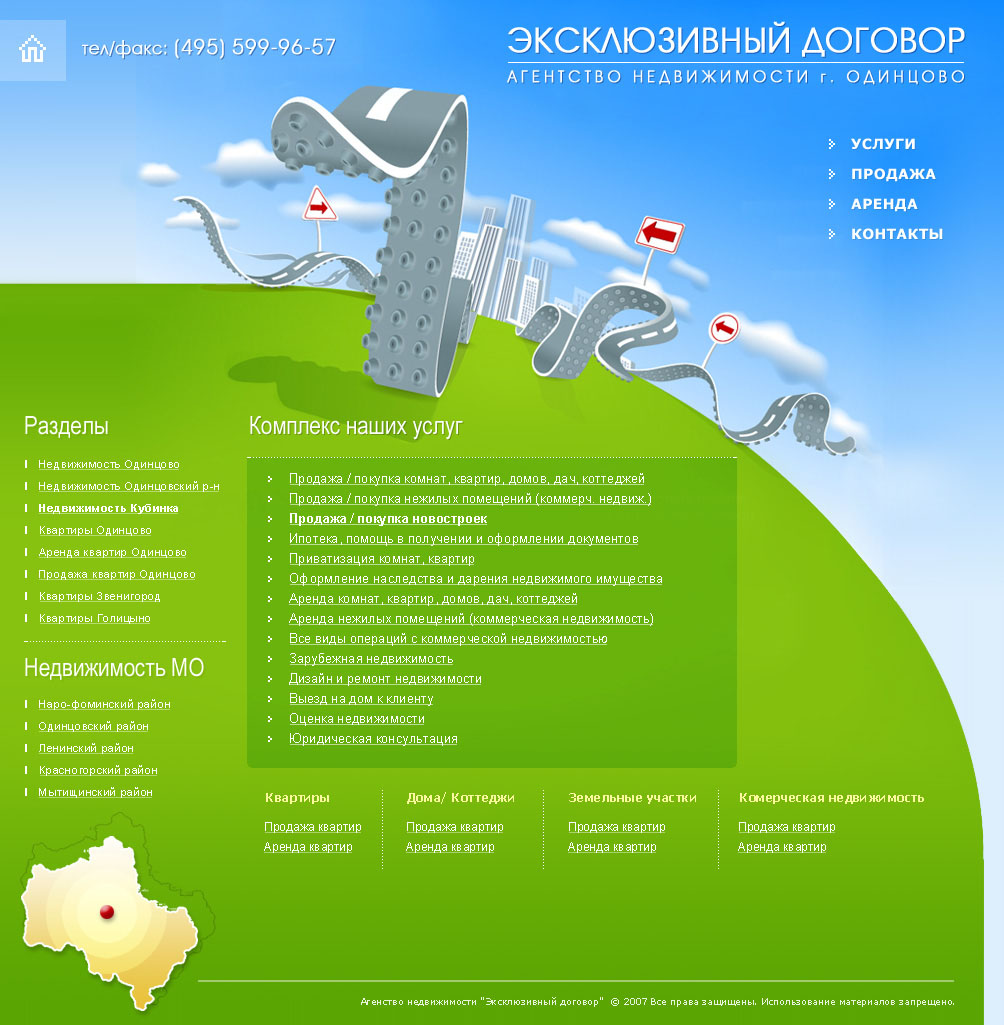 тел/факс: (495) 599-96-57
ЭКСКЛЮЗИВНЫЙ ДОГОВОР
АГЕНТСТВО НЕДВИЖИМОСТИ г. ОДИНЦОВО
УСЛУГИ
ПРОДАЖА
АРЕНДА
КОНТАКТЫ
Разделы
Недвижимость Одинцово
Недвижимость Одинцовский р-н
Недвижимость Кубинка
Квартиры Одинцово
Аренда квартир Одинцово
Продажа квартир Одинцово
Квартиры Звенигород
Квартиры Голицыно
Недвижимость МО
Наро-фоминский район
Одинцовский район
Ленинский район
Красногорский район
Мытищинский район
Комплекс наших услуг
Продажа / покупка комнат, квартир, домов, дач, коттеджей
Продажа / покупка нежилых помещений (коммерч. недвиж.)
Продажа / покупка новостроек
Ипотека, помощь в получении и оформлении документов
Приватизация комнат, квартир
Оформление наследства и дарения недвижимого имущества
Аренда комнат, квартир, домов, дач, коттеджей
Аренда нежилых помещений (коммерческая недвижимость)
Все виды операций с коммерческой недвижимостью
Зарубежная недвижимость
Дизайн и ремонт недвижимости
Выезд на дом к клиенту
Оценка недвижимости
Юридическая консультация
Квартиры
Продажа квартир
Аренда квартир
Дома/ Коттеджи
Продажа квартир
Аренда квартир
Земельные участки
Продажа квартир
Аренда квартир
Комерческая недвижимость
Продажа квартир
Аренда квартир
Агенство недвижимости "Эксклюзивный договор" © 2007 Все права защищены. Использование материалов запрещено.